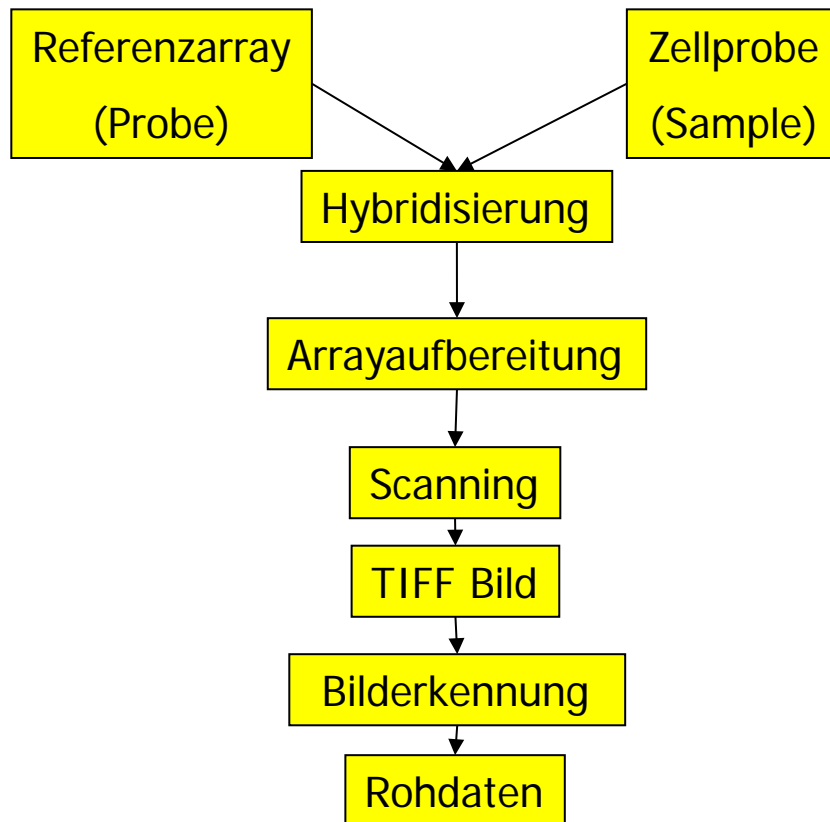 Referenzarray
(Probe)
Zellprobe
(Sample)
Hybridisierung
Arrayaufbereitung
Scanning
TIFF Bild
Bilderkennung
Rohdaten